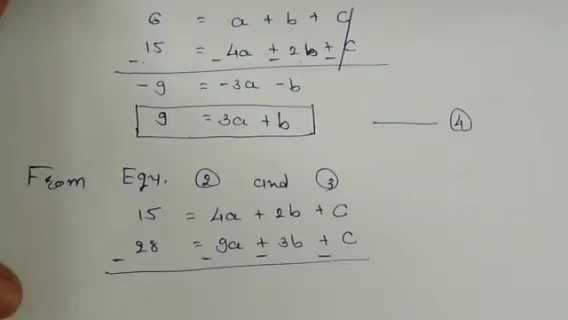 6 = a + b + C
- 15 = - 4a ± 2b ± C
- 9 = -3a - b
9 = 3a + b ④
From Eqn. ② and ③
15 = 4a + 2b + C
- 28 = - 9a ± 3b ± C